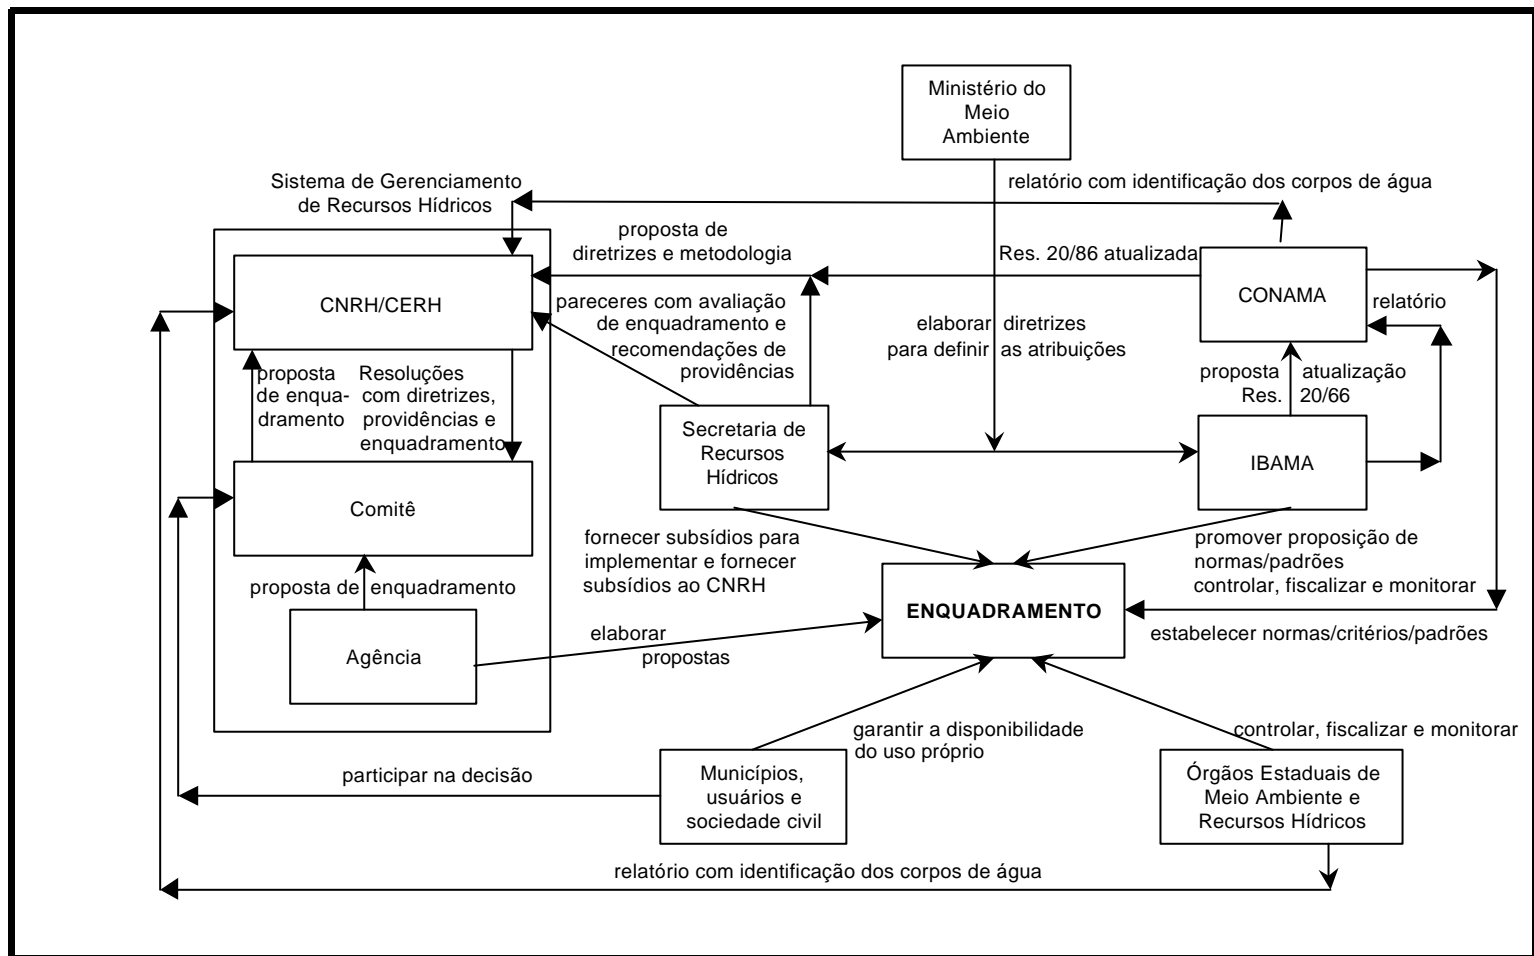 Ministério do
Meio
Ambiente
Sistema de Gerenciamento
de Recursos Hídricos
relatório com identificação dos corpos de água
proposta de
diretrizes e metodologia
Res. 20/86 atualizada
CNRH/CERH
CONAMA
relatório
pareceres com avaliação
de enquadramento e
recomendações de
providências
elaborar diretrizes
para definir as atribuições
proposta
de enqua-
dramento
Resoluções
com diretrizes,
providências e
enquadramento
proposta atualização
Res. 20/66
Secretaria de
Recursos
Hídricos
IBAMA
Comitê
fornecer subsídios para
implementar e fornecer
subsídios ao CNRH
promover proposição de
normas/padrões
controlar, fiscalizar e monitorar
proposta de enquadramento
ENQUADRAMENTO
Agência
elaborar
propostas
estabelecer normas/critérios/padrões
garantir a disponibilidade
do uso próprio
controlar, fiscalizar e monitorar
participar na decisão
Municípios,
usuários e
sociedade civil
Órgãos Estaduais de
Meio Ambiente e
Recursos Hídricos
relatório com identificação dos corpos de água